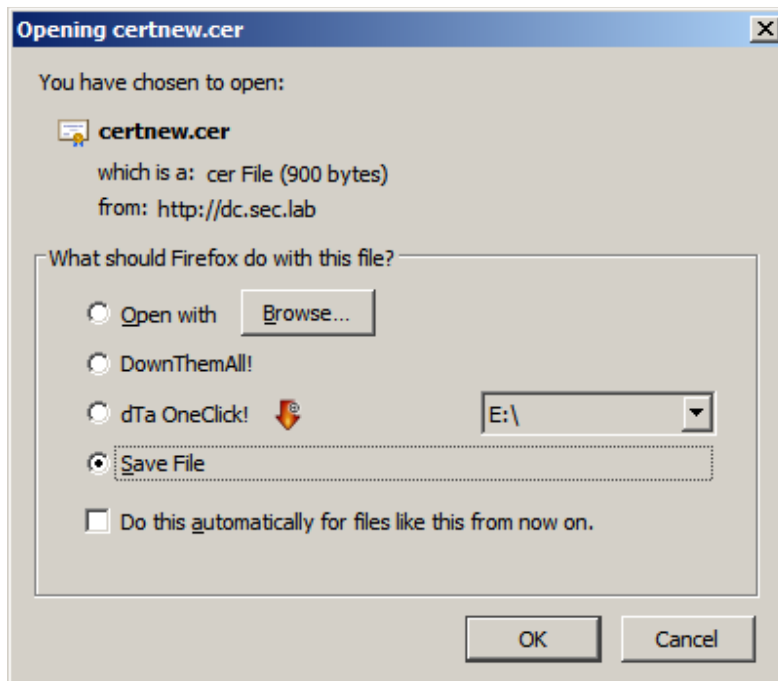 Opening certnew.cer
You have chosen to open:
certnew.cer
which is a: cer File (900 bytes)
from: http://dc.sec.lab
What should Firefox do with this file?
Open with Browse...
DownThemAll!
dTa OneClick! E:\
Save File
Do this automatically for files like this from now on.
OK Cancel